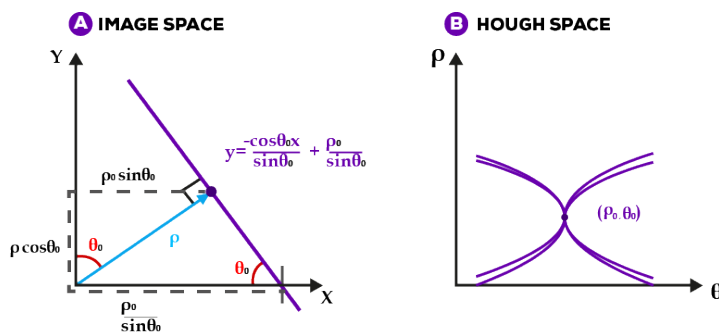 A IMAGE SPACE
Y
y= -cosθ₀x/sinθ₀ + ρ₀/sinθ₀
ρ₀ sinθ₀
ρ cosθ₀
θ₀
ρ
θ₀
X
ρ₀/sinθ₀
B HOUGH SPACE
ρ
(ρ₀, θ₀)
θ